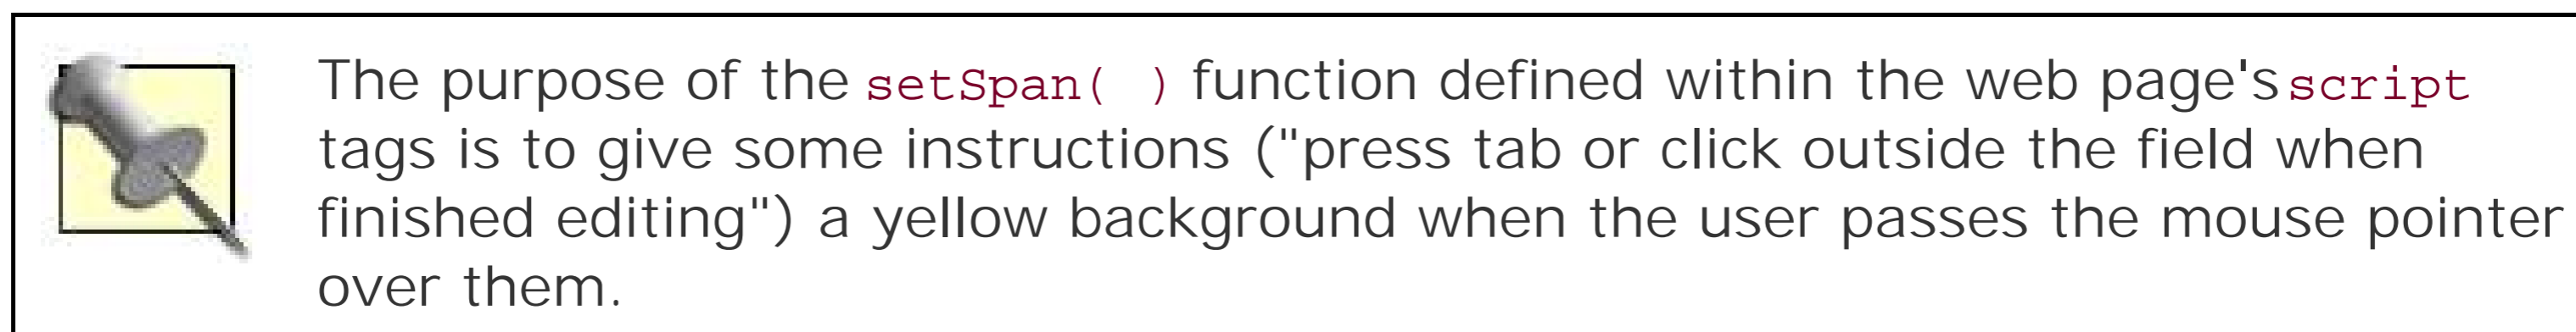 The purpose of the setSpan( ) function defined within the web page's script
tags is to give some instructions ("press tab or click outside the field when
finished editing") a yellow background when the user passes the mouse pointer
over them.